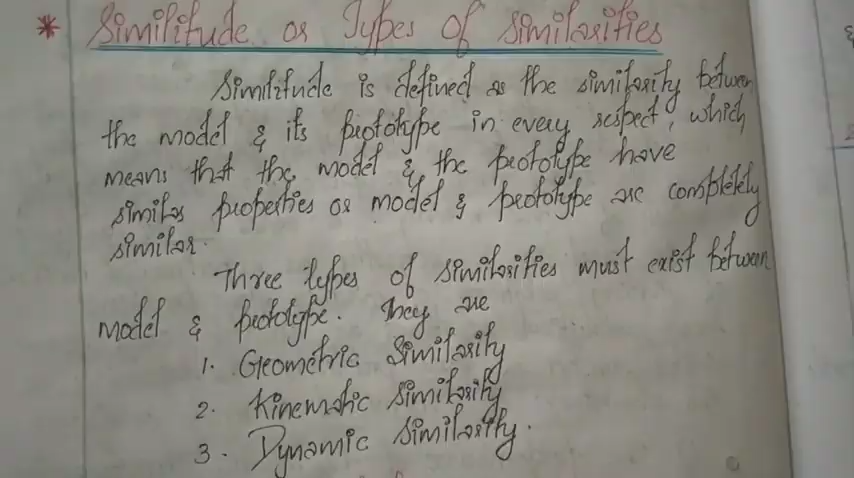 * Similitude or Types of Similarities
Similitude is defined as the similarity between
the model & its prototype in every respect, which
means that the model & the prototype have
similar properties or model & prototype are completely
similar.
Three types of similarities must exist between
model & prototype. They are
1. Geometric Similarity
2. Kinematic Similarity
3. Dynamic Similarity.